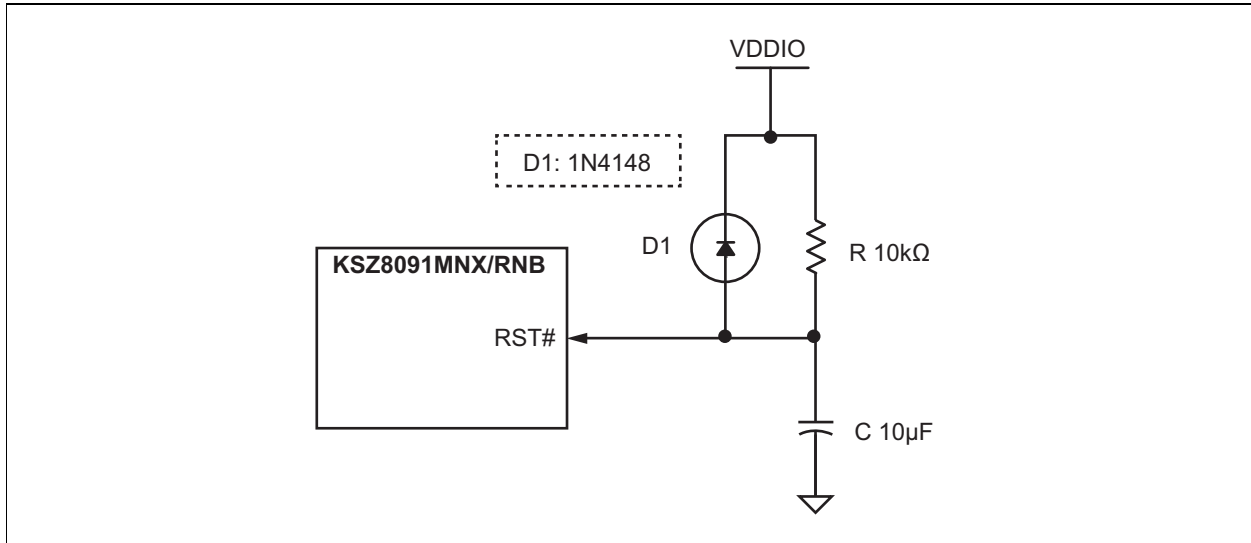 VDDIO
D1: 1N4148
D1
R 10kΩ
KSZ8091MNX/RNB
RST#
C 10µF